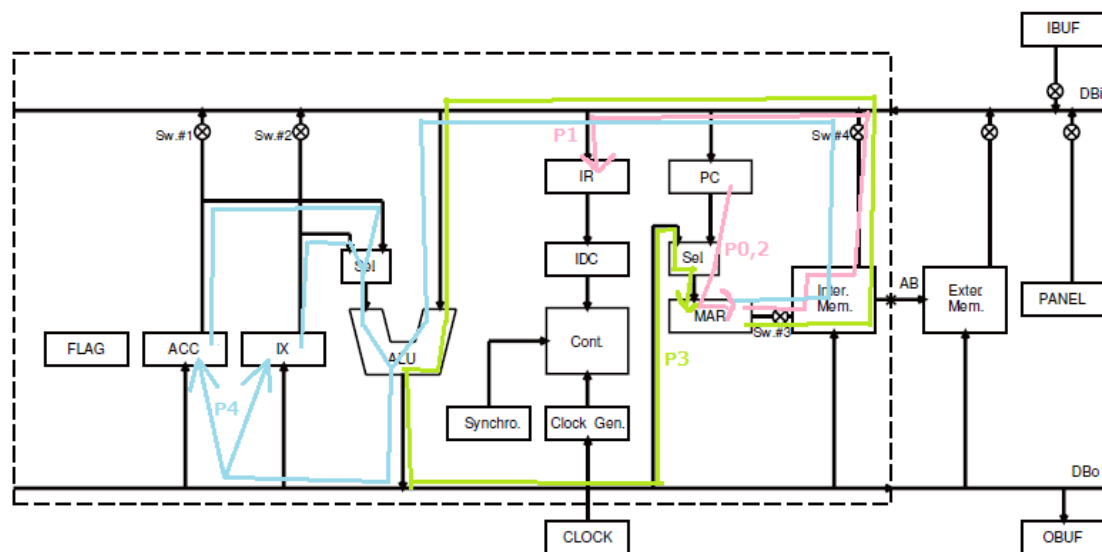 IBUF
DBi
Sw.#1
Sw.#2
P1
Sw.#4
IR
PC
Sel
IDC
Sel
P0,2
AB
Inter.
Mem.
Exter.
Mem.
PANEL
MAR
Sw.#3
FLAG
ACC
IX
ALU
Cont.
P3
P4
Synchro.
Clock Gen.
DBo
CLOCK
OBUF